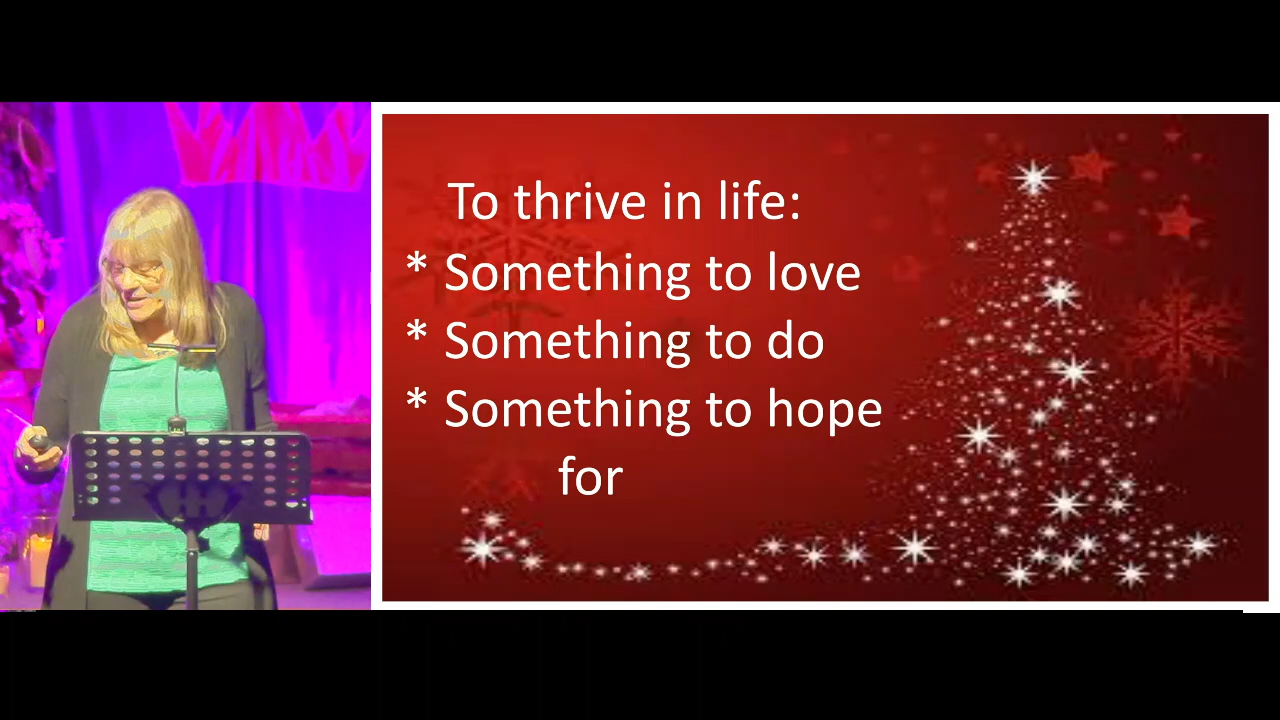 To thrive in life:
* Something to love
* Something to do
* Something to hope
for